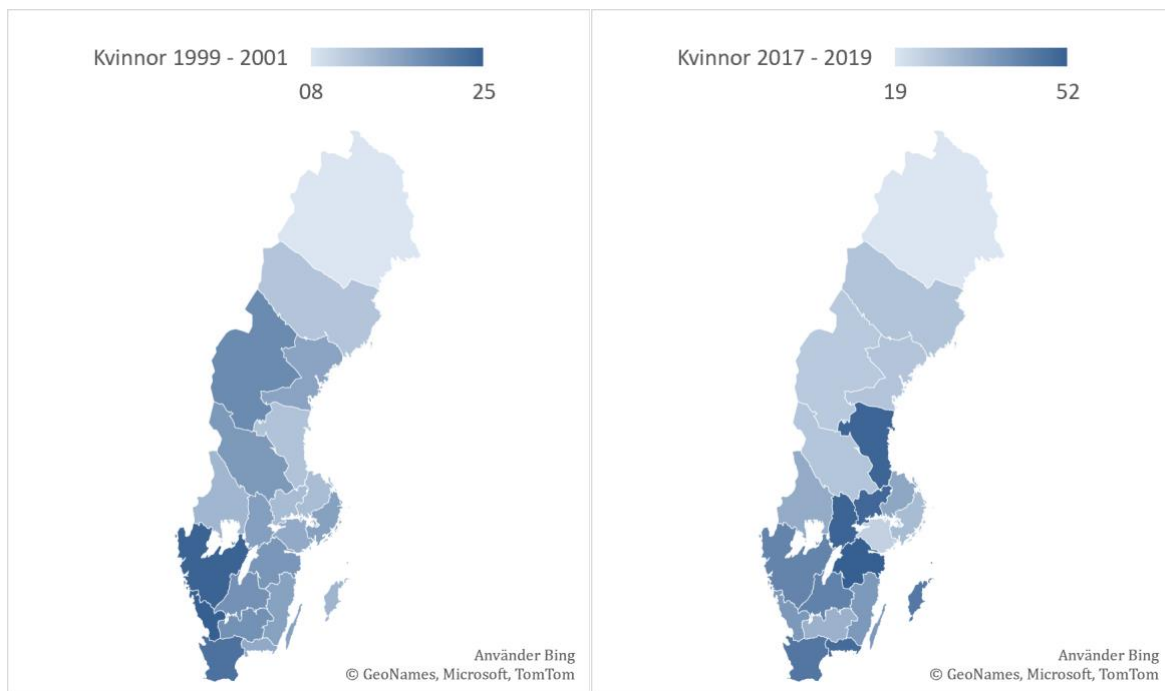 Kvinnor 1999 - 2001
08 25
Använder Bing
© GeoNames, Microsoft, TomTom
Kvinnor 2017 - 2019
19 52
Använder Bing
© GeoNames, Microsoft, TomTom